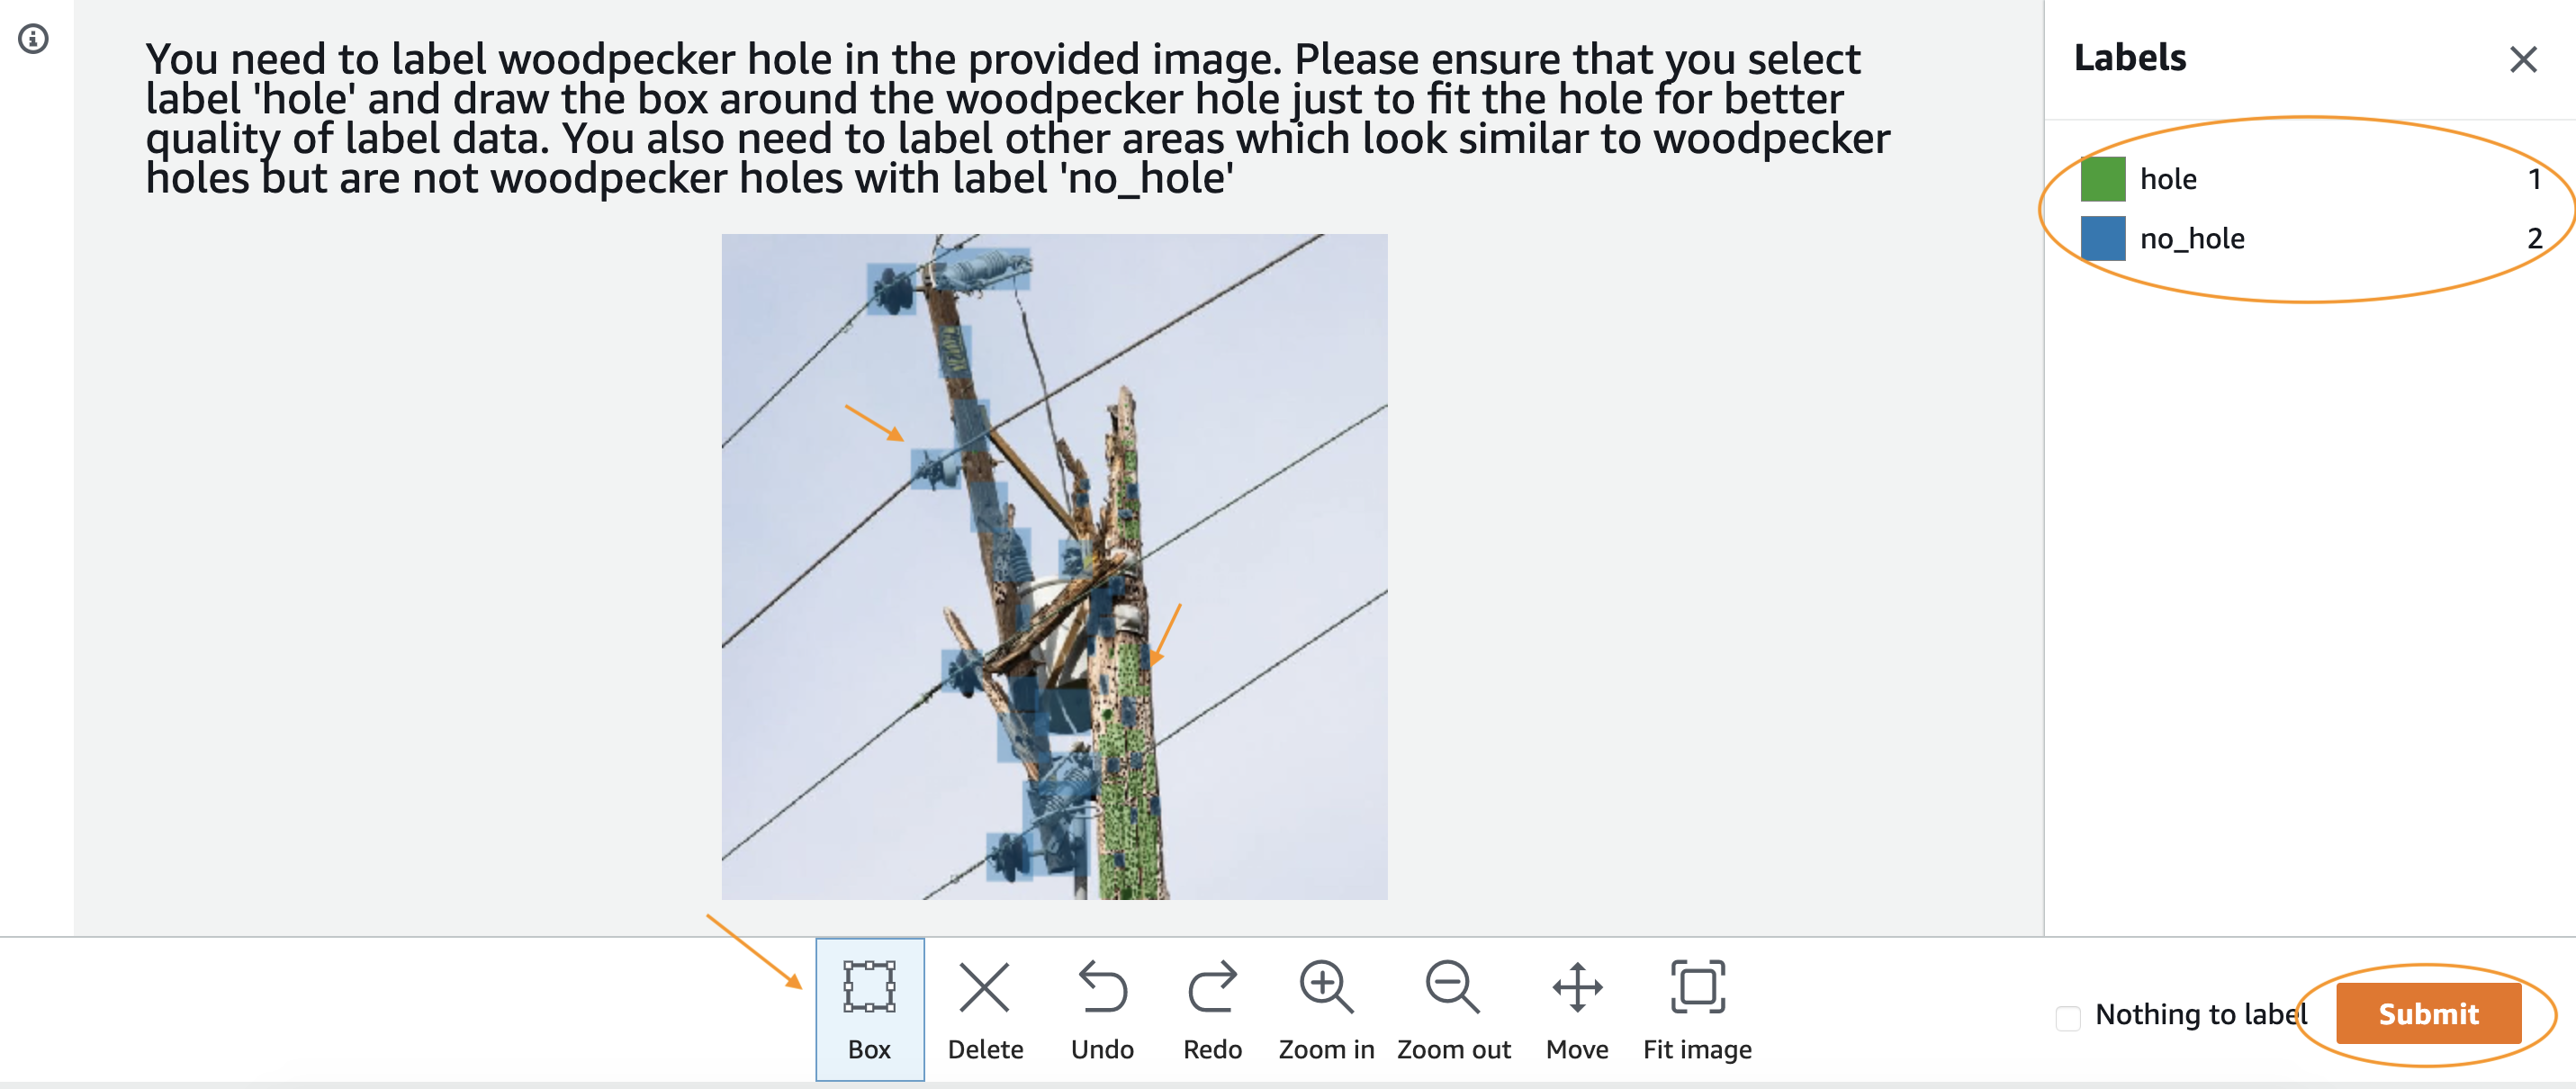 You need to label woodpecker hole in the provided image. Please ensure that you select
label 'hole' and draw the box around the woodpecker hole just to fit the hole for better
quality of label data. You also need to label other areas which look similar to woodpecker
holes but are not woodpecker holes with label 'no_hole'
Labels
hole 1
no_hole 2
Box
Delete
Undo
Redo
Zoom in
Zoom out
Move
Fit image
Nothing to label
Submit